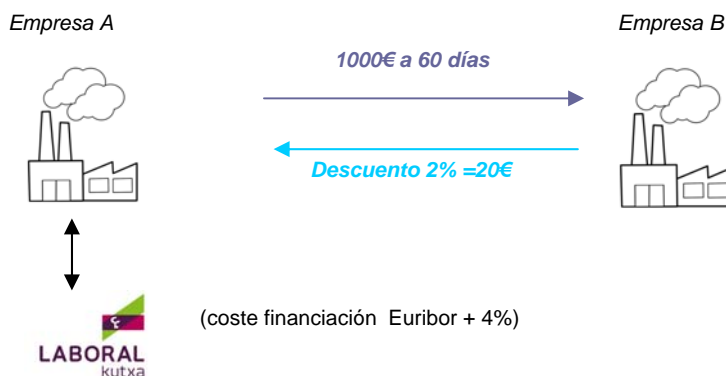 Empresa A
Empresa B
1000€ a 60 días
Descuento 2% =20€
(coste financiación Euribor + 4%)
LABORAL
kutxa